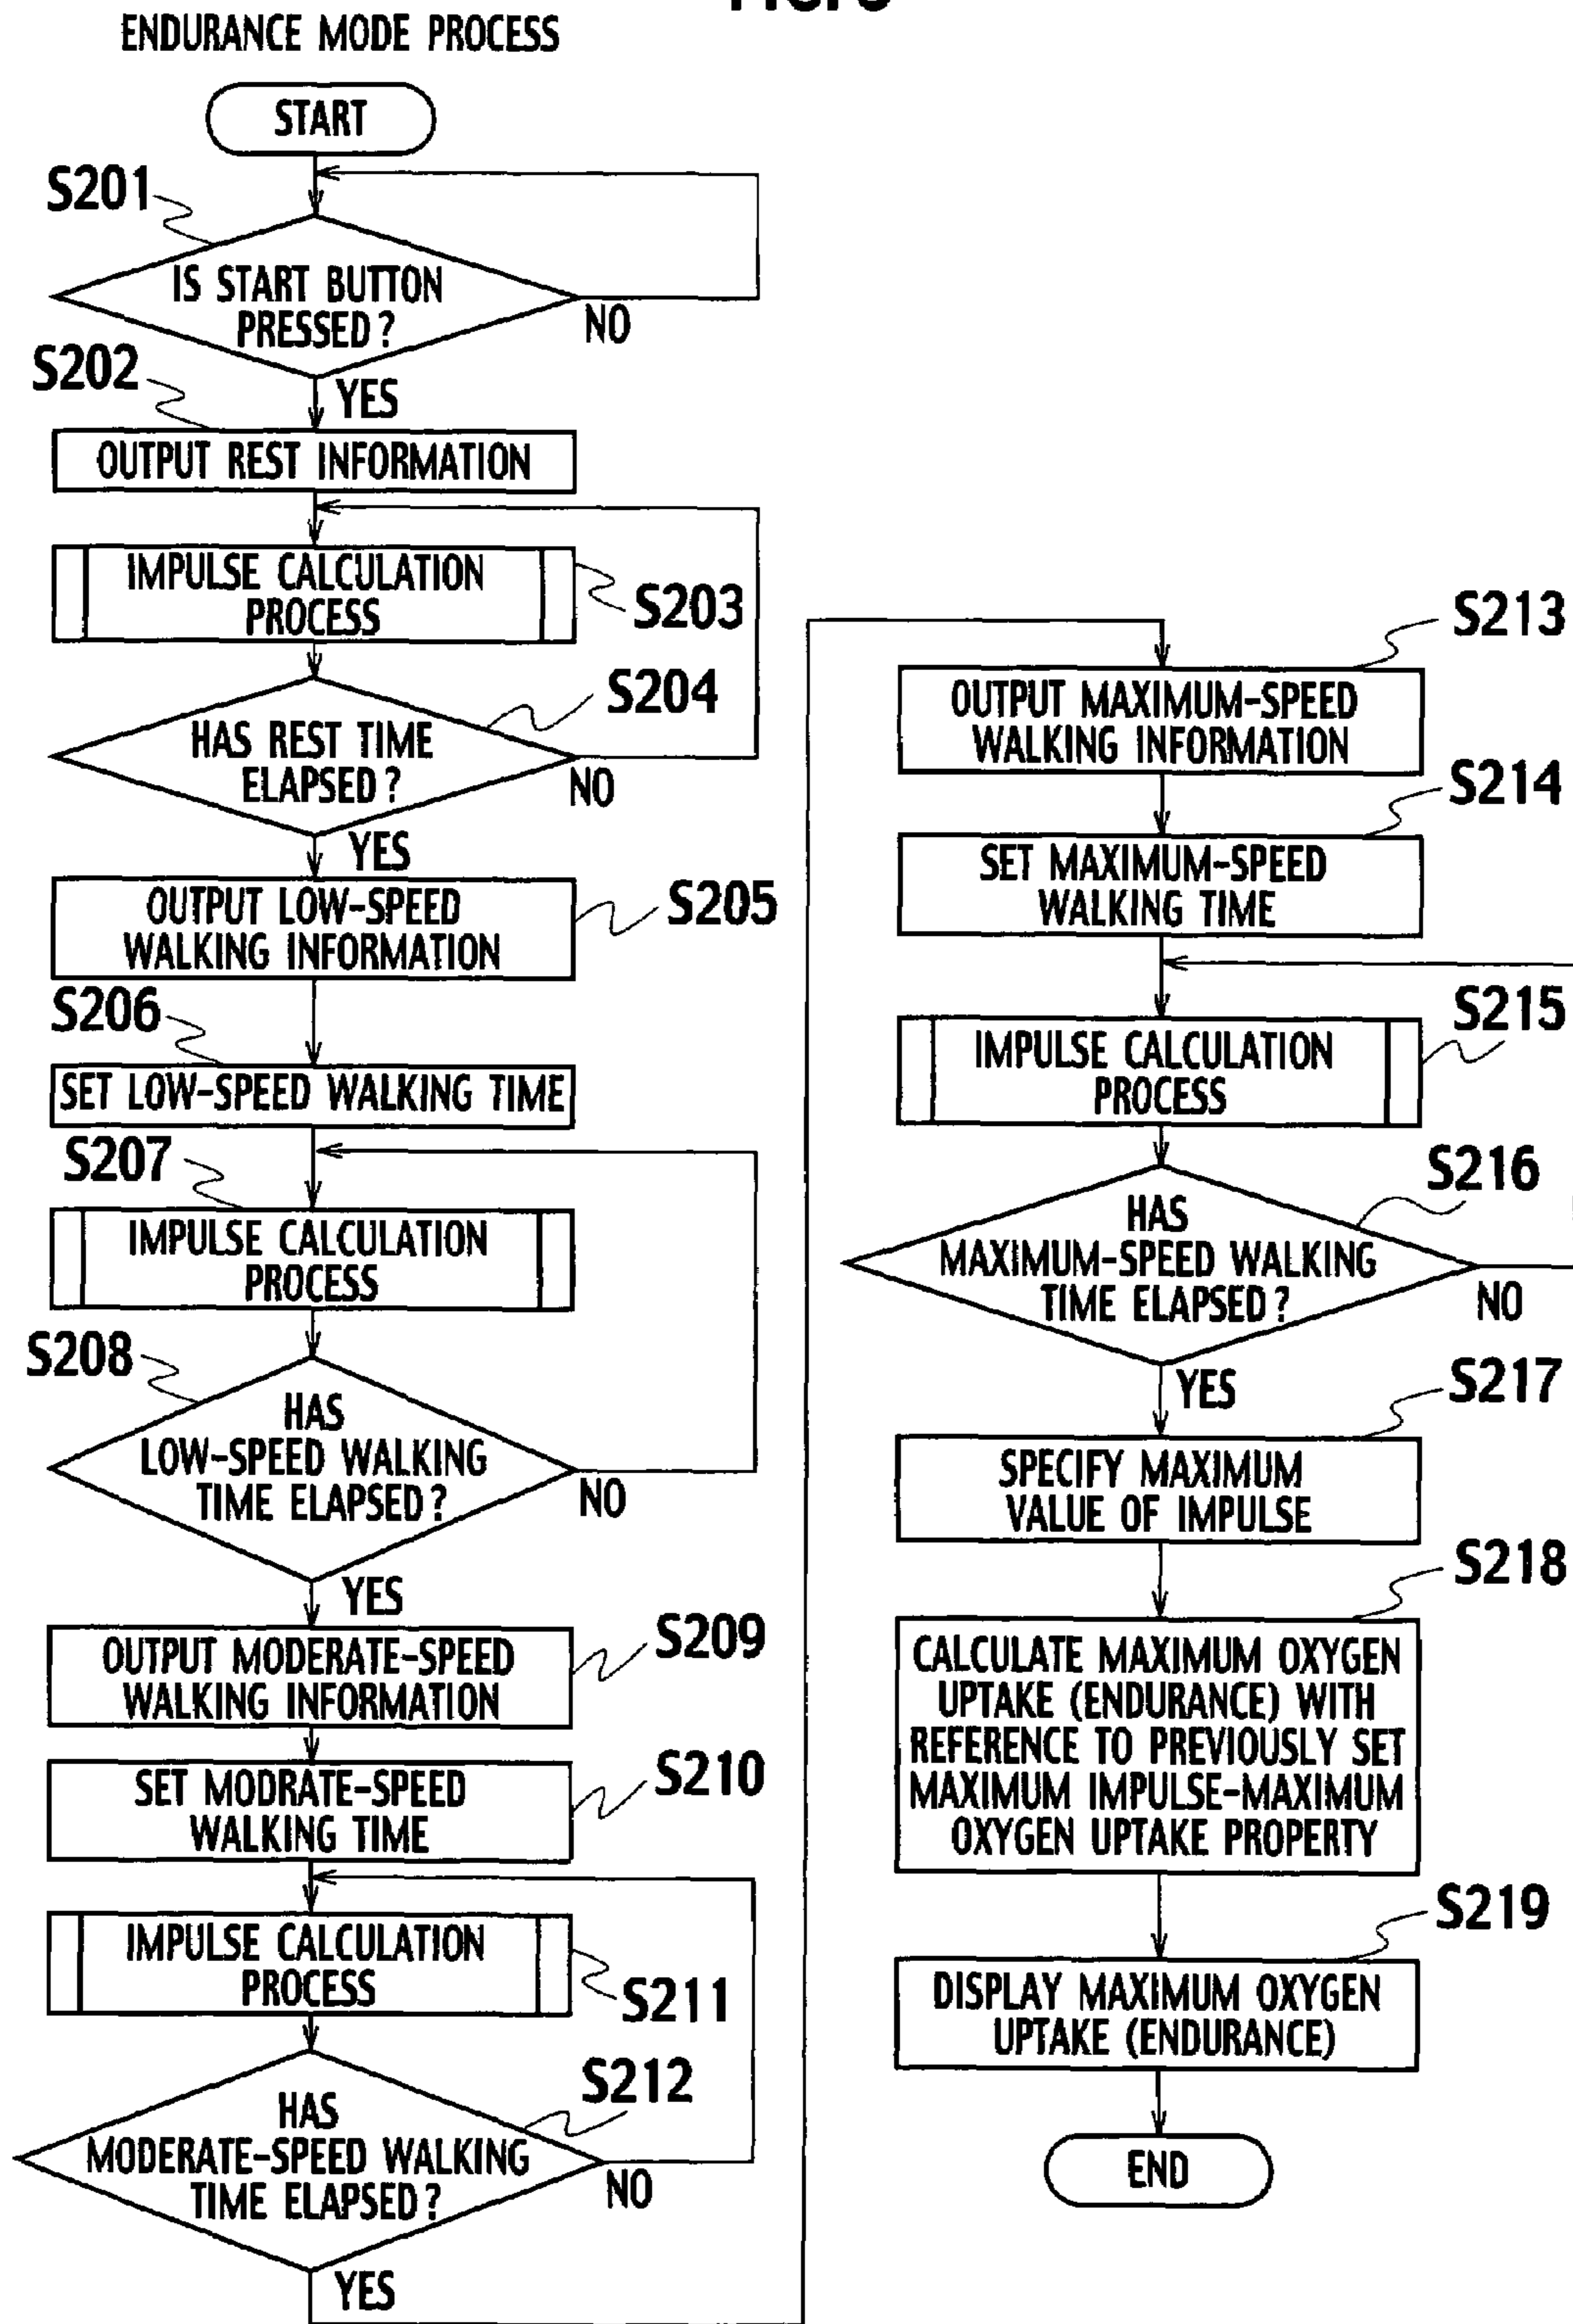 ENDURANCE MODE PROCESS
START
S201
IS START BUTTON
PRESSED?
NO
S202
YES
OUTPUT REST INFORMATION
IMPULSE CALCULATION
PROCESS
S203
S204
HAS REST TIME
ELAPSED?
NO
YES
OUTPUT LOW-SPEED
WALKING INFORMATION
S205
S206
SET LOW-SPEED WALKING TIME
S207
IMPULSE CALCULATION
PROCESS
S208
HAS
LOW-SPEED WALKING
TIME ELAPSED?
NO
YES
OUTPUT MODERATE-SPEED
WALKING INFORMATION
S209
SET MODRATE-SPEED
WALKING TIME
S210
IMPULSE CALCULATION
PROCESS
S211
S212
HAS
MODERATE-SPEED WALKING
TIME ELAPSED?
NO
YES
S213
OUTPUT MAXIMUM-SPEED
WALKING INFORMATION
S214
SET MAXIMUM-SPEED
WALKING TIME
S215
IMPULSE CALCULATION
PROCESS
S216
HAS
MAXIMUM-SPEED WALKING
TIME ELAPSED?
NO
YES
S217
SPECIFY MAXIMUM
VALUE OF IMPULSE
S218
CALCULATE MAXIMUM OXYGEN
UPTAKE (ENDURANCE) WITH
REFERENCE TO PREVIOUSLY SET
MAXIMUM IMPULSE-MAXIMUM
OXYGEN UPTAKE PROPERTY
S219
DISPLAY MAXIMUM OXYGEN
UPTAKE (ENDURANCE)
END